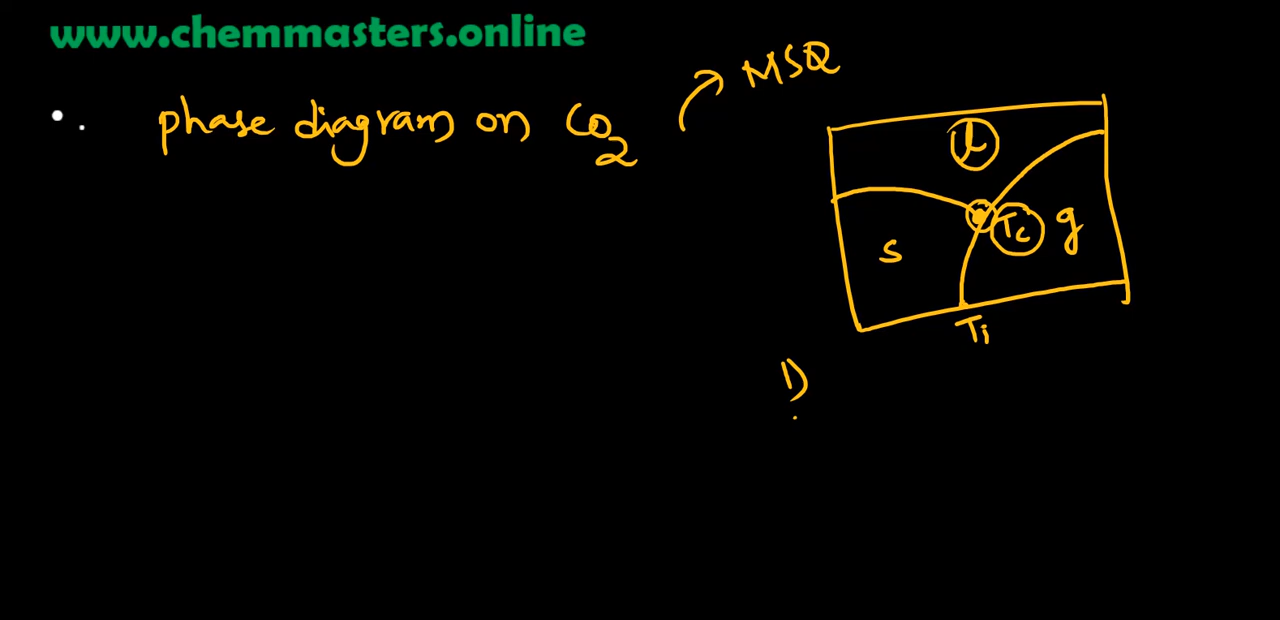 www.chemmasters.online
MSQ
phase diagram on CO2
l
s
Tc
g
Ti
1)